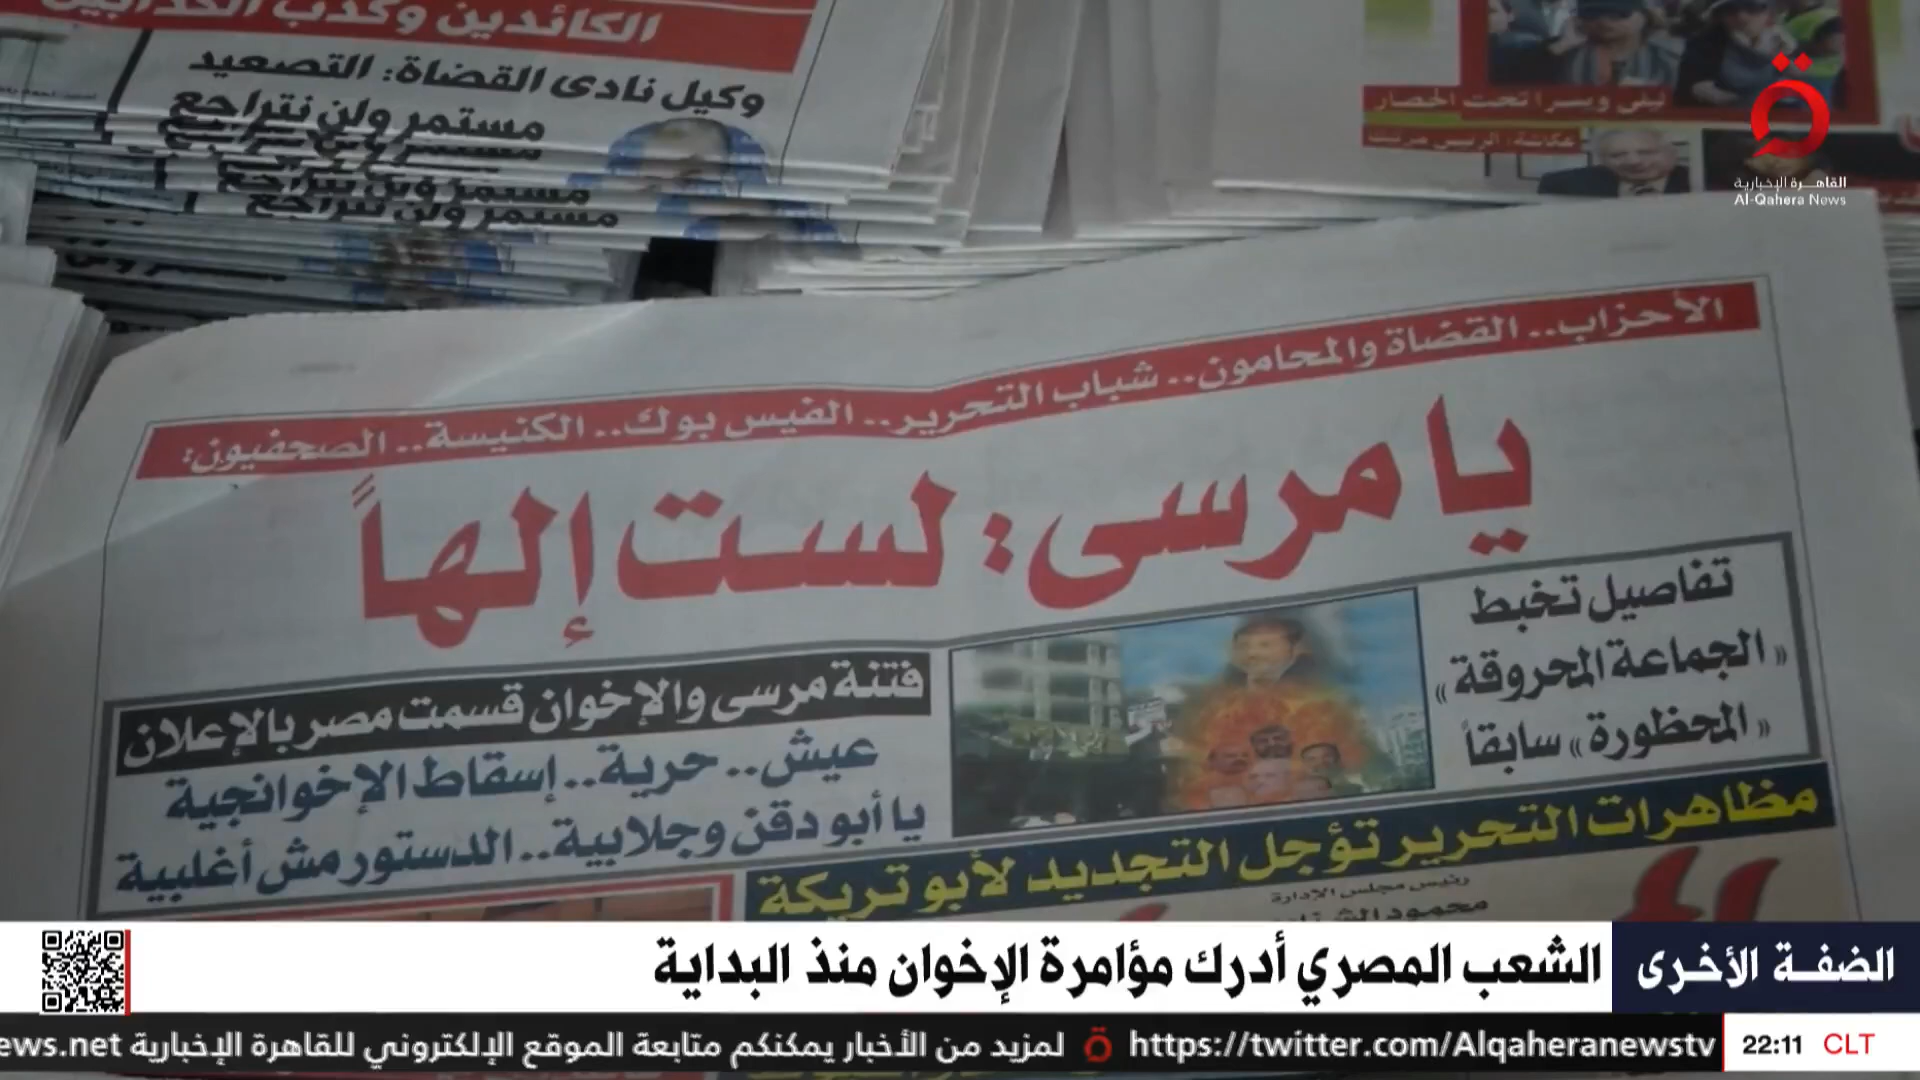 الكائدين وكذب الكذابين
وكيل نادى القضاة: التصعيد
مستمر ولن نتراجع
مستمر ولن نتراجع
مستمر ولن نتراجع
مستمر ولن نتراجع
ليلى ويسرا تحت الحصار
القاهرة الإخبارية
Al-Qahera News
الأحزاب.. القضاة والمحامون.. شباب التحرير.. الفيس بوك.. الكنيسة.. الصحفيون:
يا مرسى: لست إلهاً
تفاصيل تخبط
«الجماعة المحروقة»
«المحظورة» سابقاً
فتنة مرسى والإخوان قسمت مصر بالإعلان
عيش.. حرية.. إسقاط الإخوانجية
يا أبو دقن وجلابية.. الدستور مش أغلبية
مظاهرات التحرير تؤجل التجديد لأبو تريكة
رئيس مجلس الإدارة
الضفة الأخرى
الشعب المصري أدرك مؤامرة الإخوان منذ البداية
22:11 CLT
https://twitter.com/Alqaheranewstv
لمزيد من الأخبار يمكنكم متابعة الموقع الإلكتروني للقاهرة الإخبارية ews.net